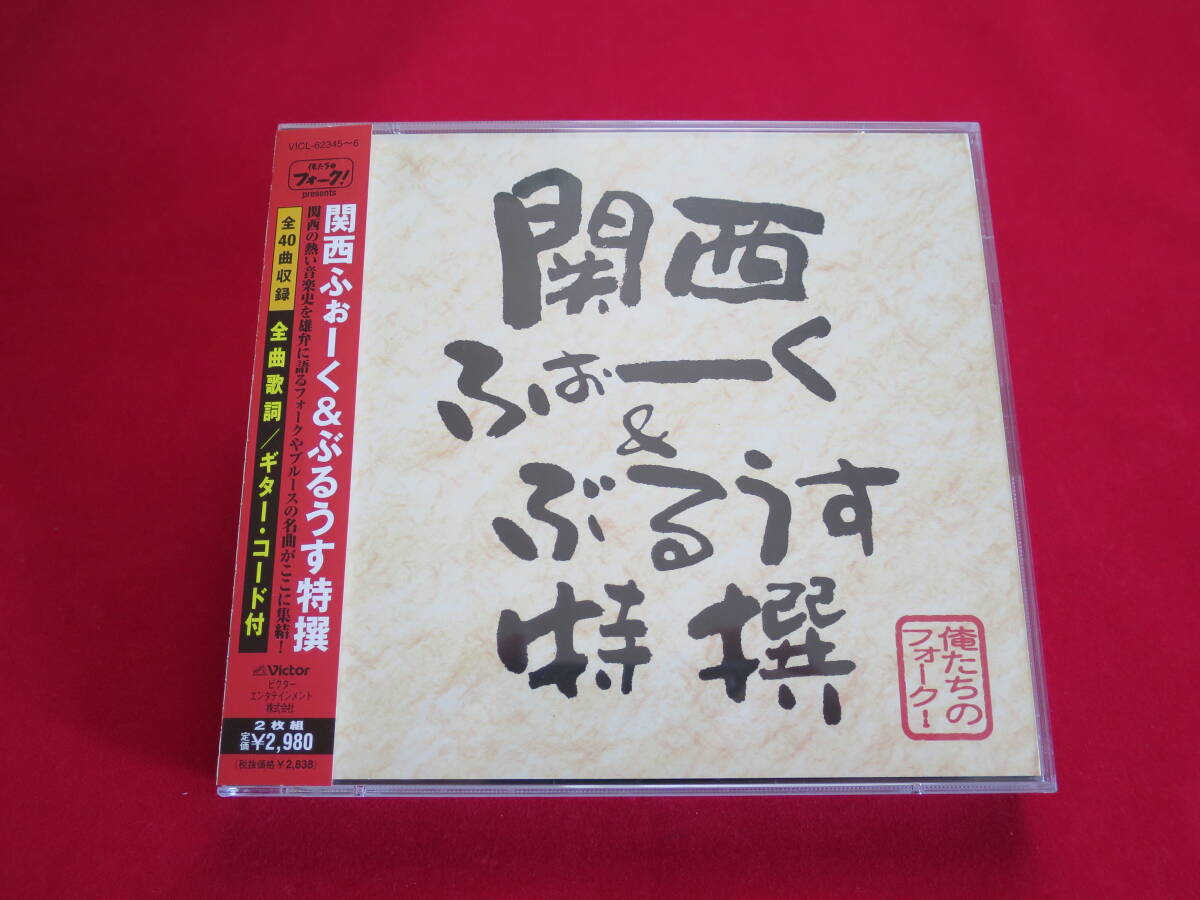 VICL-62345～6
俺たちの
フォーク!
presents
関西ふぉーく&ぶるうす特撰
関西の熱い音楽史を雄弁に語るフォークやブルースの名曲がここに集結!
全40曲収録
全曲歌詞/ギター・コード付
Victor
ビクター
エンタテインメント
株式会社
2枚組
定価¥2,980
(税抜価格¥2,838)
関西
ふぉーく
&
ぶるうす
特撰
俺たちの
フォーク!